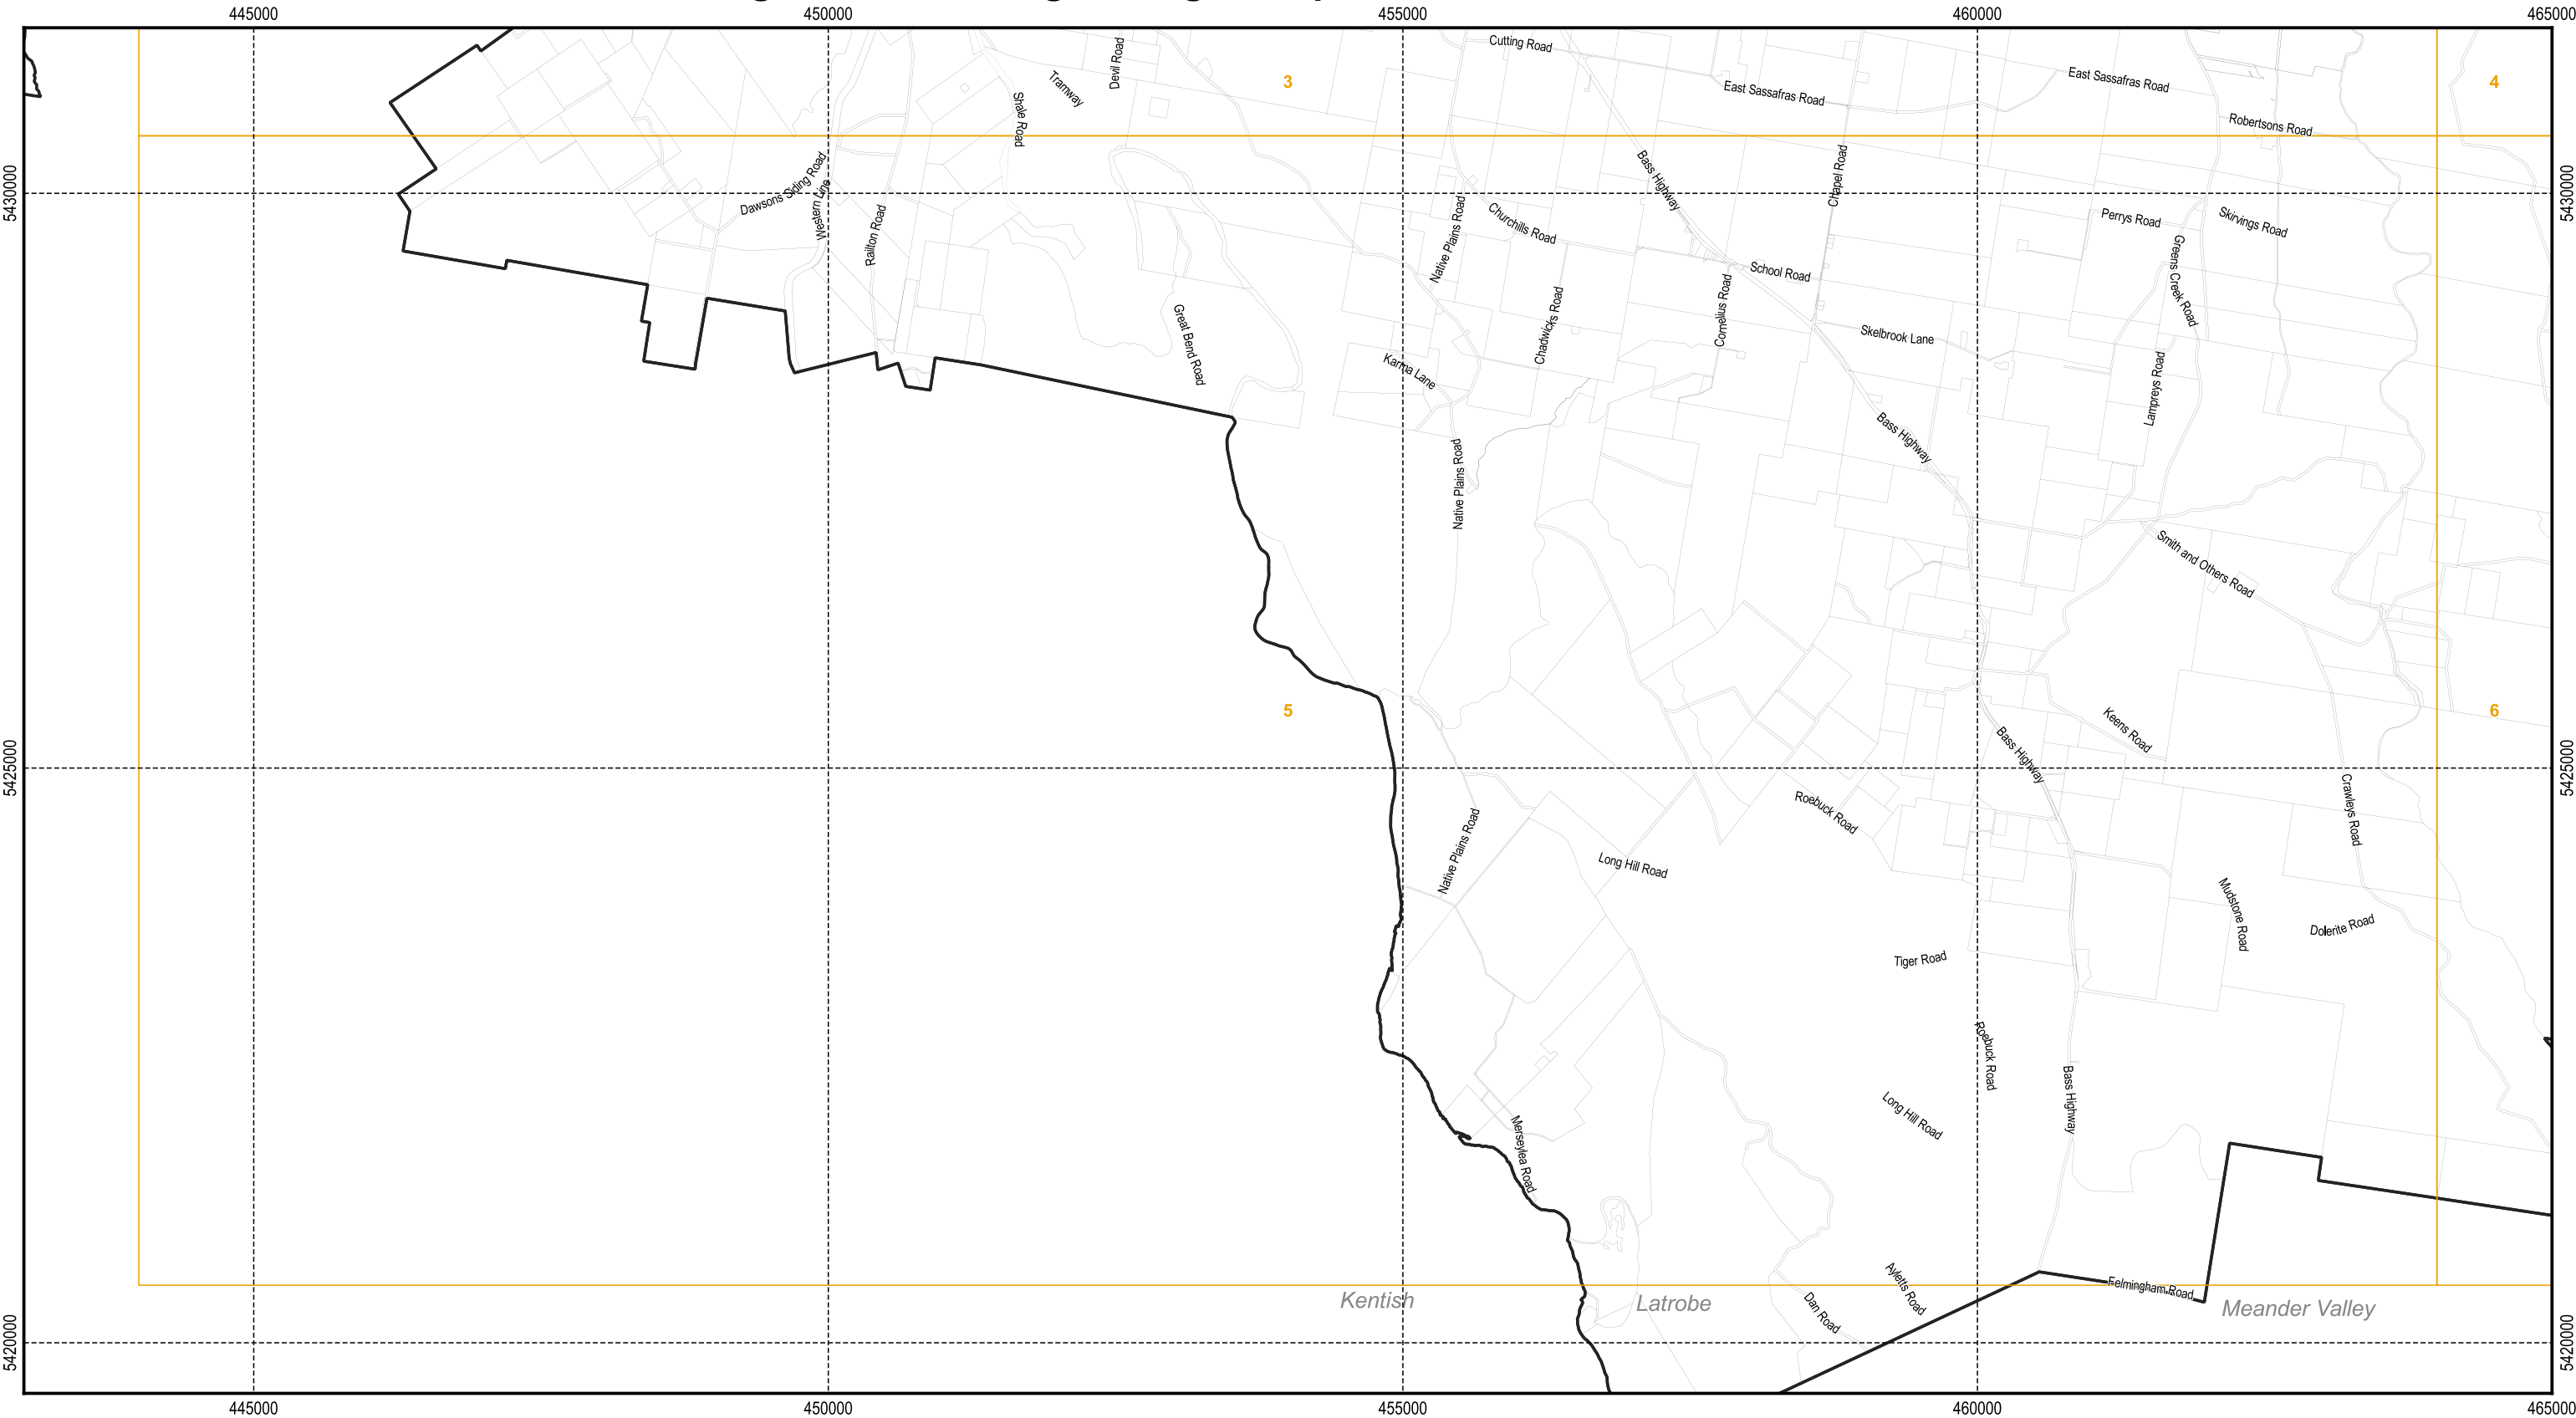 445000
450000
455000
460000
465000
Cutting Road
Devil Road
Tramway
3
East Sassafras Road
East Sassafras Road
4
Shale Road
Robertsons Road
Bass Highway
Chapel Road
Dawsons Siding Road
Western Line
5430000
5430000
Railton Road
Native Plains Road
Churchills Road
Perrys Road
Skirvings Road
Greens Creek Road
School Road
Cornelius Road
Chadwicks Road
Great Bend Road
Skelbrook Lane
Karma Lane
Lampreys Road
Bass Highway
Native Plains Road
Smith and Others Road
5
6
Keens Road
Bass Highway
5425000
5425000
Roebuck Road
Crawleys Road
Native Plains Road
Long Hill Road
Mudstone Road
Dolerite Road
Tiger Road
Roebuck Road
Bass Highway
Long Hill Road
Merseylea Road
Ayletts Road
Felmingham Road
Kentish
Latrobe
Dan Road
Meander Valley
5420000
5420000
445000
450000
455000
460000
465000